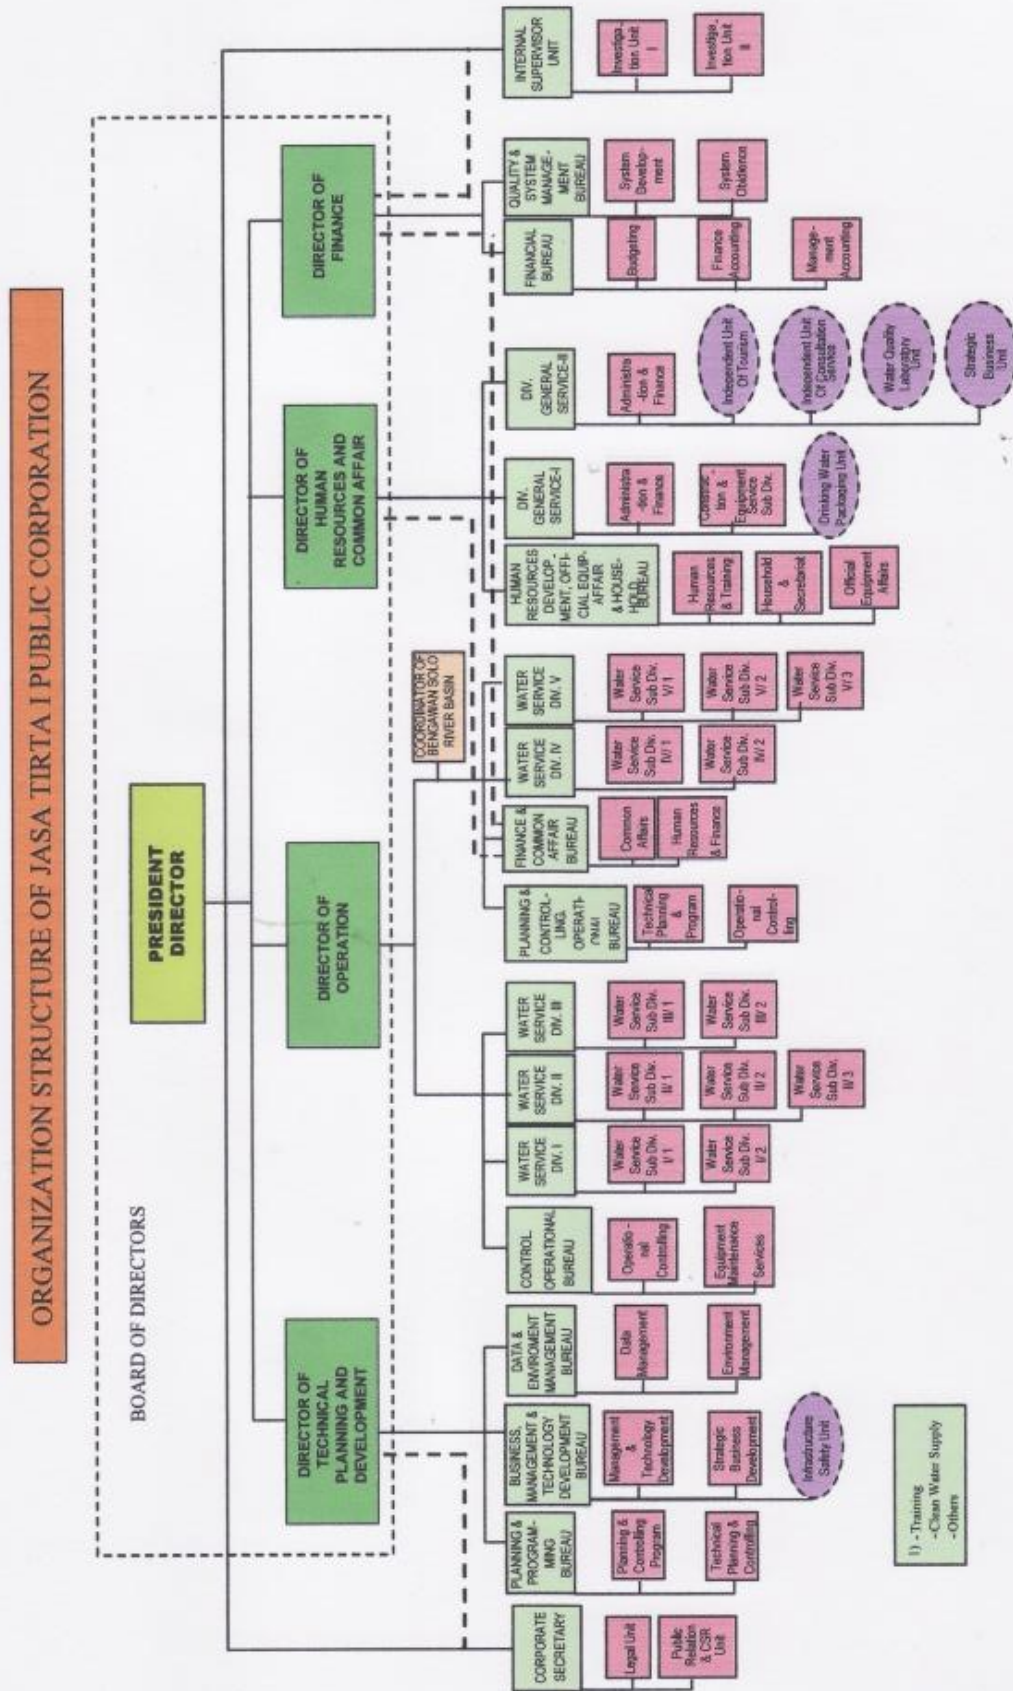 ORGANIZATION STRUCTURE OF JASA TIRTA I PUBLIC CORPORATION
BOARD OF DIRECTORS
PRESIDENT
DIRECTOR
DIRECTOR OF
TECHNICAL
PLANNING AND
DEVELOPMENT
DIRECTOR OF
OPERATION
DIRECTOR OF
HUMAN
RESOURCES AND
COMMON AFFAIR
DIRECTOR OF
FINANCE
COORDINATOR OF
BENGAWAN SOLO
RIVER BASIN
CORPORATE
SECRETARY
Legal Unit
Public
Relation
& CSR
Unit
PLANNING &
PROGRAM-
MING
BUREAU
Planning &
Controlling
Program
Technical
Planning &
Controlling
BUSINESS,
MANAGEMENT &
TECHNOLOGY
DEVELOPMENT
BUREAU
Management
&
Technology
Development
Strategic
Business
Development
Infrastructure
Safety Unit
DATA &
ENVIROMENT
MANAGEMENT
BUREAU
Data
Management
Environment
Management
CONTROL
OPERATIONAL
BUREAU
Operatio-
nal
Controlling
Equipment
Maintenance
Services
WATER
SERVICE
DIV. I
Water
Service
Sub Div.
I/ 1
Water
Service
Sub Div.
I/ 2
WATER
SERVICE
DIV. II
Water
Service
Sub Div.
II/ 1
Water
Service
Sub Div.
II/ 2
Water
Service
Sub Div.
II/ 3
WATER
SERVICE
DIV. III
Water
Service
Sub Div.
III/ 1
Water
Service
Sub Div.
III/ 2
PLANNING &
CONTROL-
LING.
OPERATI-
ONAL
BUREAU
Technical
Planning
&
Program
Operatio-
nal
Control-
ling
FINANCE &
COMMON
AFFAIR
BUREAU
Common
Affairs
Human
Resources
& Finance
WATER
SERVICE
DIV. IV
Water
Service
Sub Div.
IV/ 1
Water
Service
Sub Div.
IV/ 2
WATER
SERVICE
DIV. V
Water
Service
Sub Div.
V/ 1
Water
Service
Sub Div.
V/ 2
Water
Service
Sub Div.
V/ 3
HUMAN
RESOURCES
DEVELOP -
MENT, OFFI-
CIAL EQUIP-
AFFAIR
& HOUSE-
HOLD
BUREAU
Human
Resources
& Training
Household
&
Secretariat
Official
Equipment
Affairs
DIV.
GENERAL
SERVICE-I
Administra
-tion &
Finance
Construc -
tion &
Equipment
Service
Sub Div.
Drinking Water
Packaging Unit
DIV.
GENERAL
SERVICE-II
Administra
-tion &
Finance
Independent Unit
Of Tourism
Independent Unit
Of Consultation
Service
Water Quality
Laboratory
Unit
Strategic
Business
Unit
FINANCIAL
BUREAU
Budgeting
Finance
Accounting
Manage-
ment
Accounting
QUALITY &
SYSTEM
MANAGE-
MENT
BUREAU
System
Develop-
ment
System
Obidience
INTERNAL
SUPERVISOR
UNIT
Investiga_
tion Unit
I
Investiga_
tion Unit
II
1) - Training
- Clean Water Supply
- Others